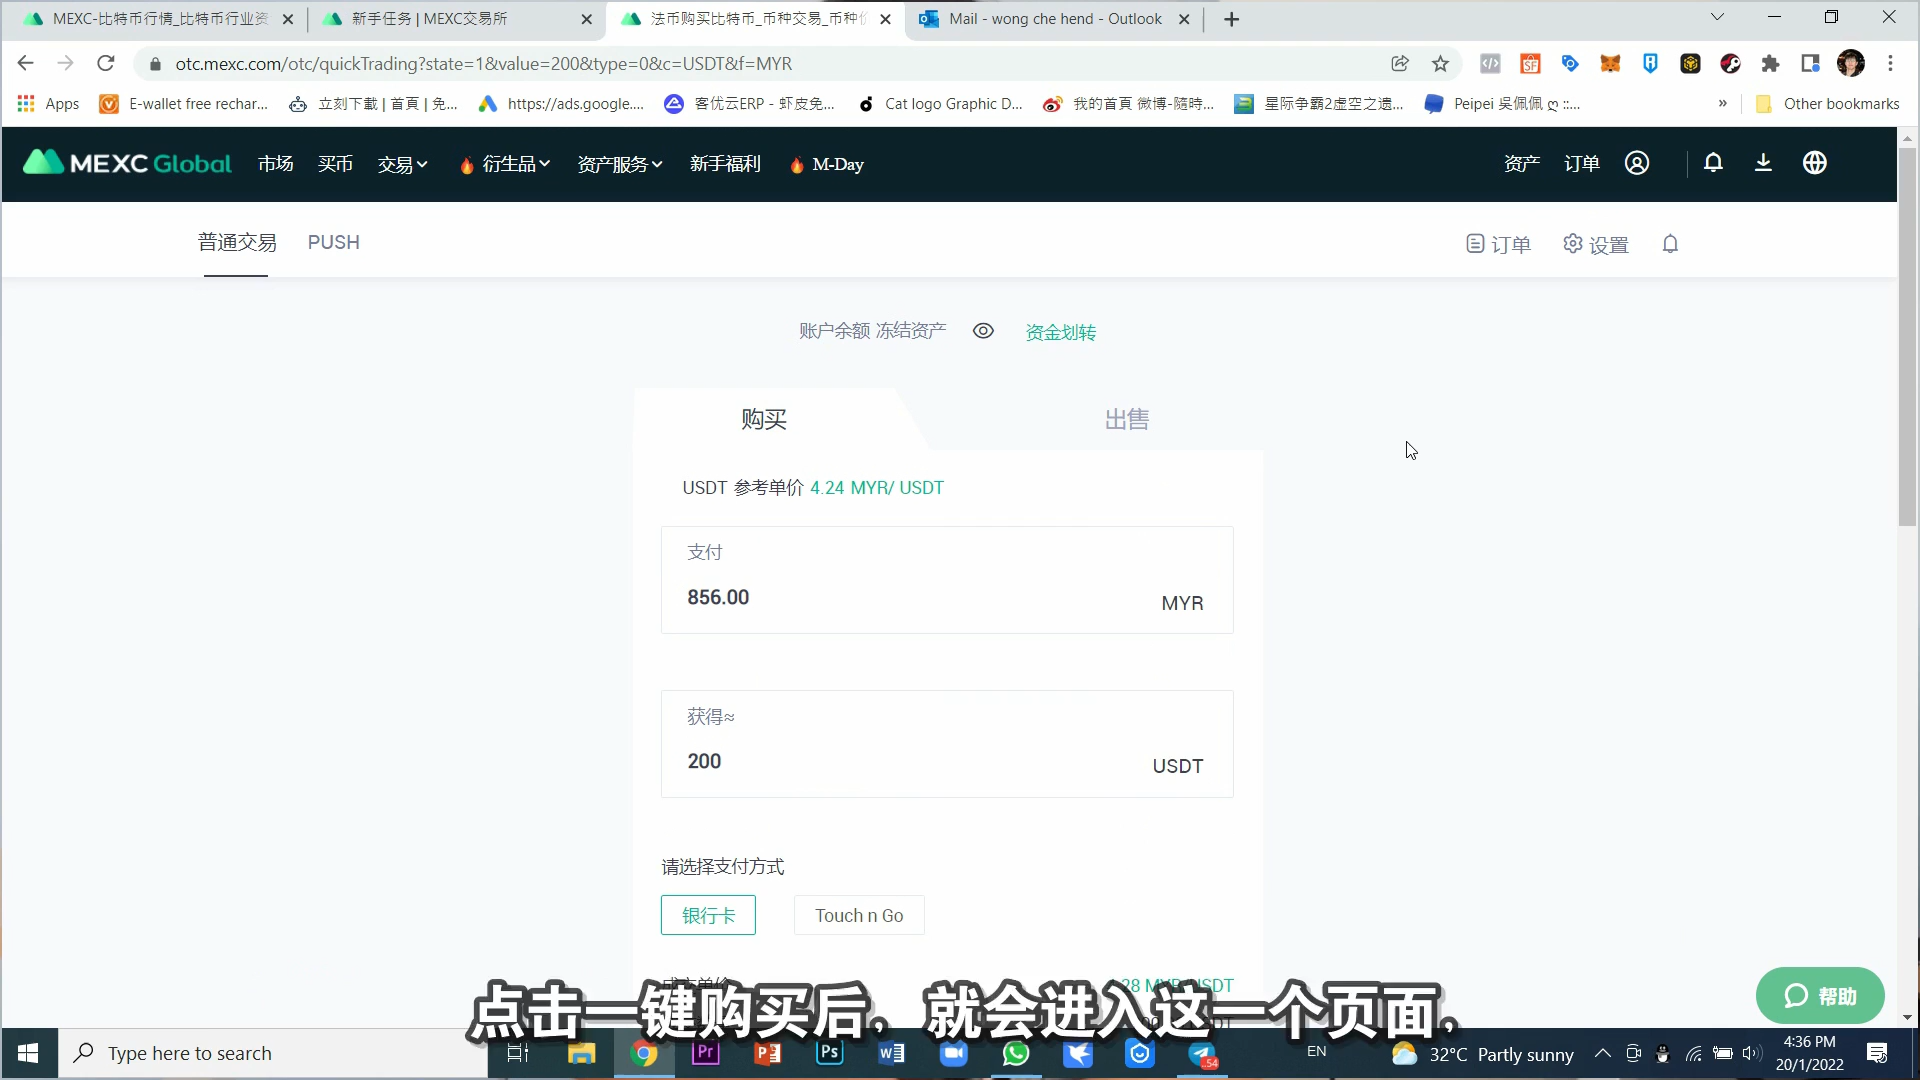 MEXC-比特币行情_比特币行业资
新手任务 | MEXC交易所
法币购买比特币_币种交易_币种价
Mail - wong che hend - Outlook
otc.mexc.com/otc/quickTrading?state=1&value=200&type=0&c=USDT&f=MYR
Apps
E-wallet free rechar...
立刻下載 | 首頁 | 免...
https://ads.google....
客优云ERP - 虾皮免...
Cat logo Graphic D...
我的首頁 微博-隨時...
星际争霸2虚空之遗...
Peipei 吳佩佩 ღ ::...
»
Other bookmarks
MEXC Global
市场
买币
交易
衍生品
资产服务
新手福利
M-Day
资产
订单
普通交易
PUSH
订单
设置
账户余额 冻结资产
资金划转
购买
出售
USDT 参考单价 4.24 MYR/ USDT
支付
856.00
MYR
获得≈
200
USDT
请选择支付方式
银行卡
Touch n Go
帮助
点击一键购买后，就会进入这一个页面，
Type here to search
Pr
Ps
54
EN
32°C Partly sunny
4:36 PM
20/1/2022